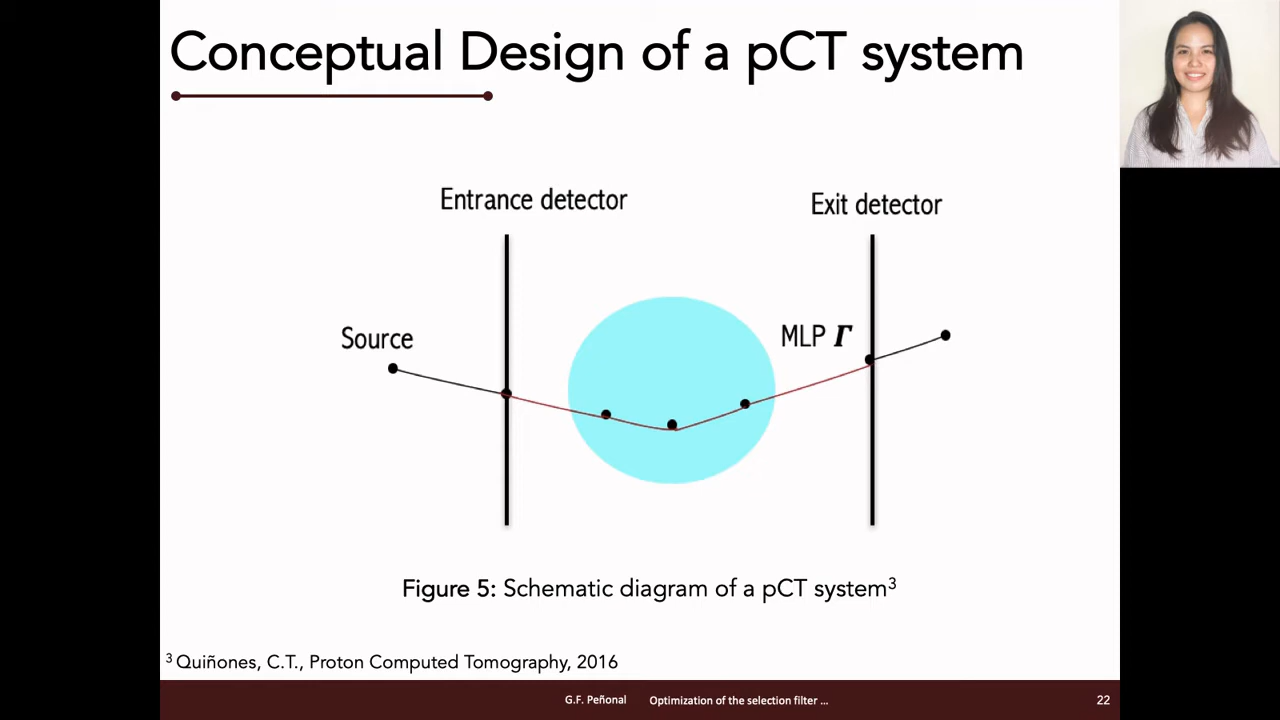 Conceptual Design of a pCT system
Entrance detector
Exit detector
Source
MLP Γ
Figure 5: Schematic diagram of a pCT system³
³ Quiñones, C.T., Proton Computed Tomography, 2016
G.F. Peñonal Optimization of the selection filter ... 22